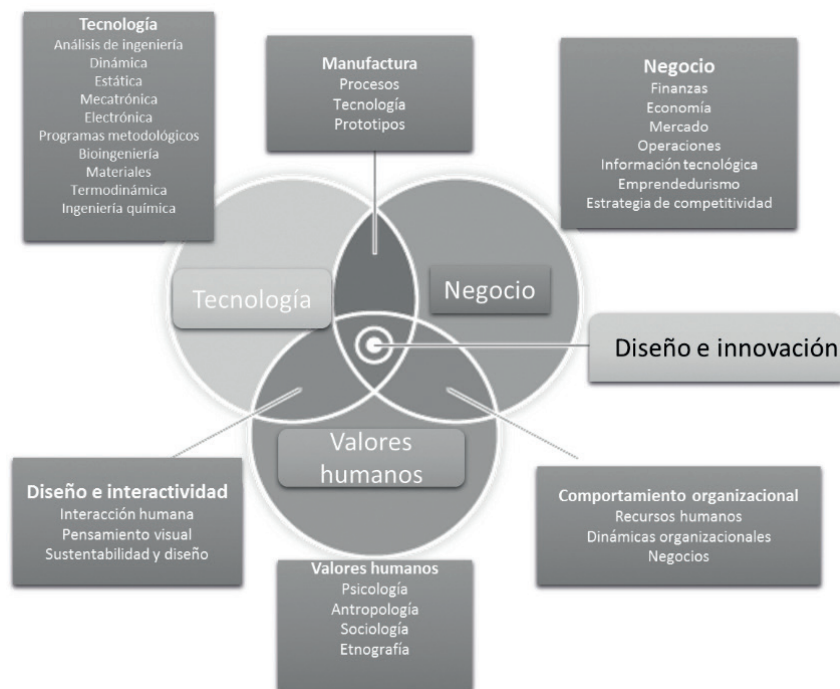 Tecnología
Análisis de ingeniería
Dinámica
Estática
Mecatrónica
Electrónica
Programas metodológicos
Bioingeniería
Materiales
Termodinámica
Ingeniería química
Manufactura
Procesos
Tecnología
Prototipos
Negocio
Finanzas
Economía
Mercado
Operaciones
Información tecnológica
Emprendedurismo
Estrategia de competitividad
Tecnología
Negocio
Diseño e innovación
Valores
humanos
Diseño e interactividad
Interacción humana
Pensamiento visual
Sustentabilidad y diseño
Comportamiento organizacional
Recursos humanos
Dinámicas organizacionales
Negocios
Valores humanos
Psicología
Antropología
Sociología
Etnografía